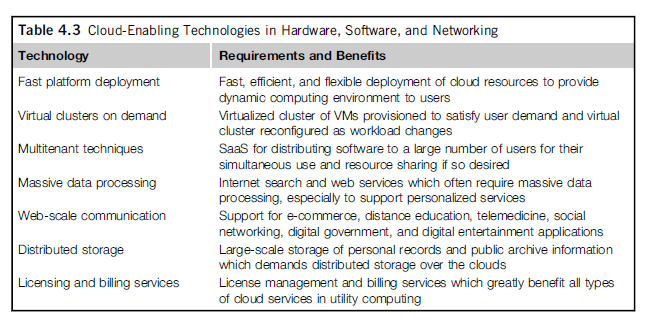 Table 4.3 Cloud-Enabling Technologies in Hardware, Software, and Networking
Technology Requirements and Benefits
Fast platform deployment Fast, efficient, and flexible deployment of cloud resources to provide
dynamic computing environment to users
Virtual clusters on demand Virtualized cluster of VMs provisioned to satisfy user demand and virtual
cluster reconfigured as workload changes
Multitenant techniques SaaS for distributing software to a large number of users for their
simultaneous use and resource sharing if so desired
Massive data processing Internet search and web services which often require massive data
processing, especially to support personalized services
Web-scale communication Support for e-commerce, distance education, telemedicine, social
networking, digital government, and digital entertainment applications
Distributed storage Large-scale storage of personal records and public archive information
which demands distributed storage over the clouds
Licensing and billing services License management and billing services which greatly benefit all types
of cloud services in utility computing